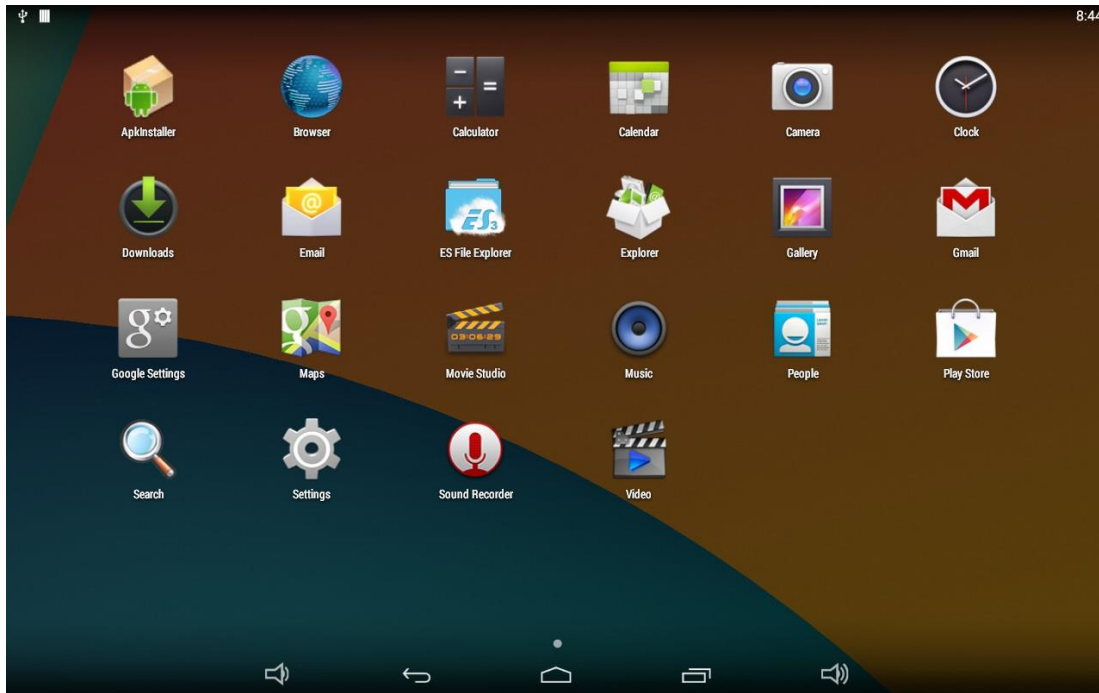 8:44
ApkInstaller
Browser
Calculator
Calendar
Camera
Clock
Downloads
Email
ES File Explorer
Explorer
Gallery
Gmail
Google Settings
Maps
Movie Studio
Music
People
Play Store
Search
Settings
Sound Recorder
Video